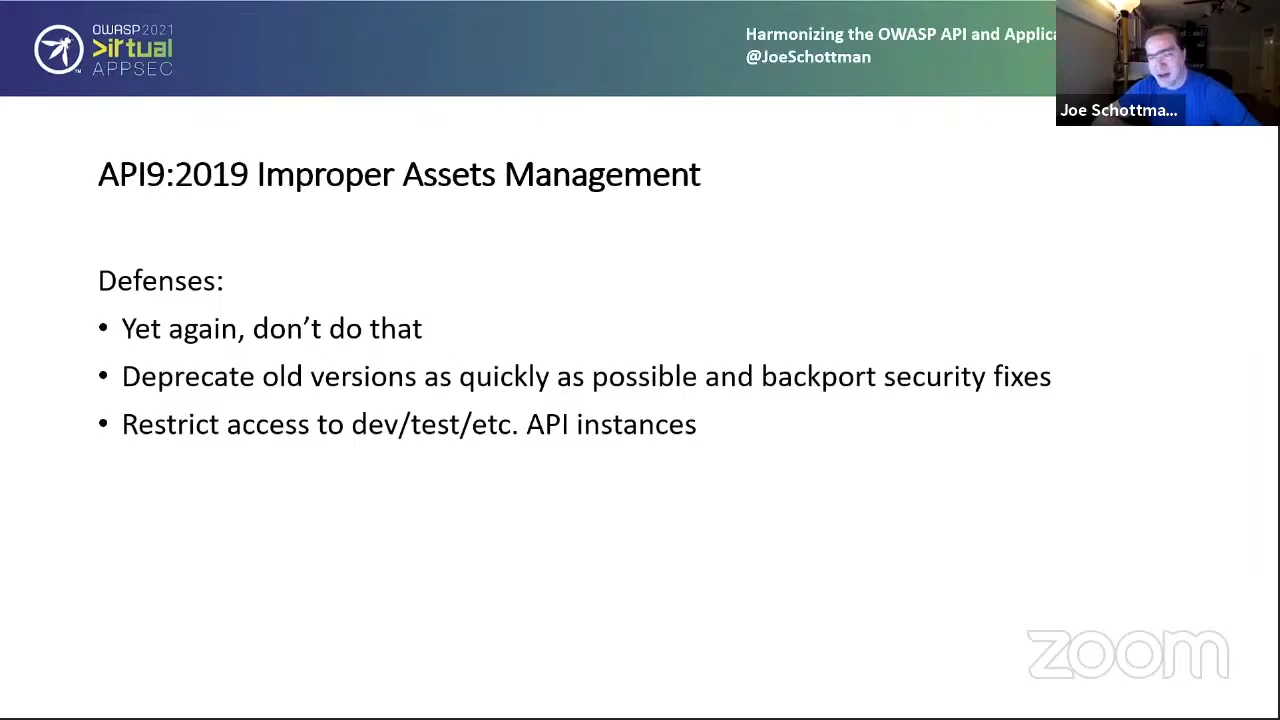 OWASP 2021
Virtual
APPSEC
Harmonizing the OWASP API and Applica
@JoeSchottman
Joe Schottma...
API9:2019 Improper Assets Management
Defenses:
• Yet again, don’t do that
• Deprecate old versions as quickly as possible and backport security fixes
• Restrict access to dev/test/etc. API instances
zoom